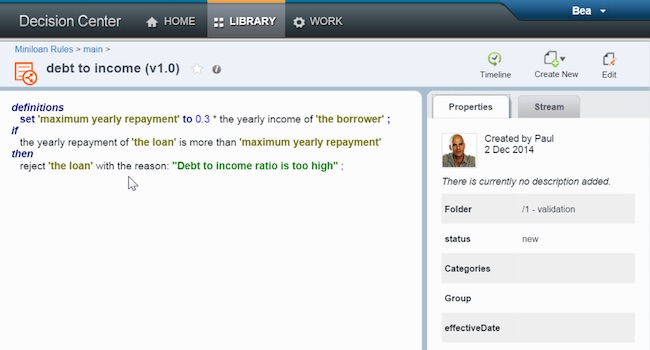 Decision Center HOME LIBRARY WORK Bea
Miniloan Rules > main >
debt to income (v1.0)
Timeline Create New Edit
definitions
set 'maximum yearly repayment' to 0.3 * the yearly income of 'the borrower' ;
if
the yearly repayment of 'the loan' is more than 'maximum yearly repayment'
then
reject 'the loan' with the reason: "Debt to income ratio is too high" ;
Properties Stream
Created by Paul
2 Dec 2014
There is currently no description added.
Folder /1 - validation
status new
Categories
Group
effectiveDate